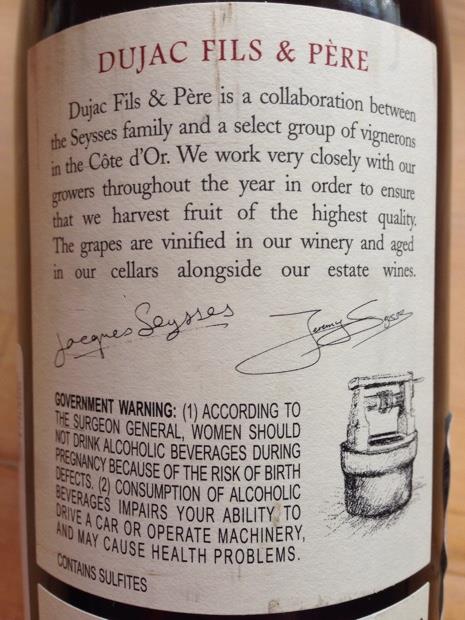 DUJAC FILS & PÈRE
Dujac Fils & Père is a collaboration between
the Seysses family and a select group of vignerons
in the Côte d'Or. We work very closely with our
growers throughout the year in order to ensure
that we harvest fruit of the highest quality.
The grapes are vinified in our winery and aged
in our cellars alongside our estate wines.
Jacques Seysses
Jeremy Seysses
GOVERNMENT WARNING: (1) ACCORDING TO
THE SURGEON GENERAL, WOMEN SHOULD
NOT DRINK ALCOHOLIC BEVERAGES DURING
PREGNANCY BECAUSE OF THE RISK OF BIRTH
DEFECTS. (2) CONSUMPTION OF ALCOHOLIC
BEVERAGES IMPAIRS YOUR ABILITY TO
DRIVE A CAR OR OPERATE MACHINERY,
AND MAY CAUSE HEALTH PROBLEMS.
CONTAINS SULFITES